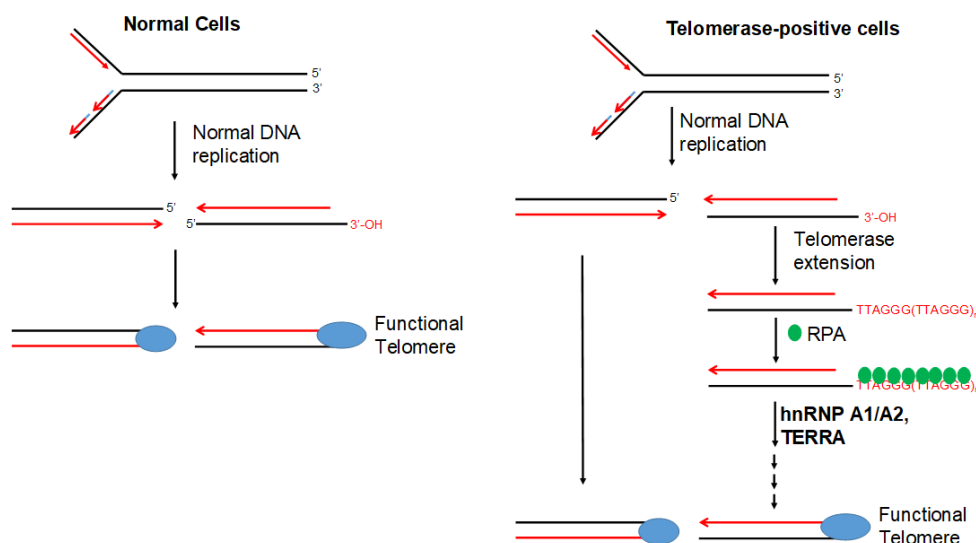 Normal Cells
5'
3'
Normal DNA
replication
5'
5'
3'-OH
Functional
Telomere
Telomerase-positive cells
5'
3'
Normal DNA
replication
5'
3'-OH
Telomerase
extension
TTAGGG(TTAGGG)
RPA
TTAGGG(TTAGGG)
hnRNP A1/A2,
TERRA
Functional
Telomere